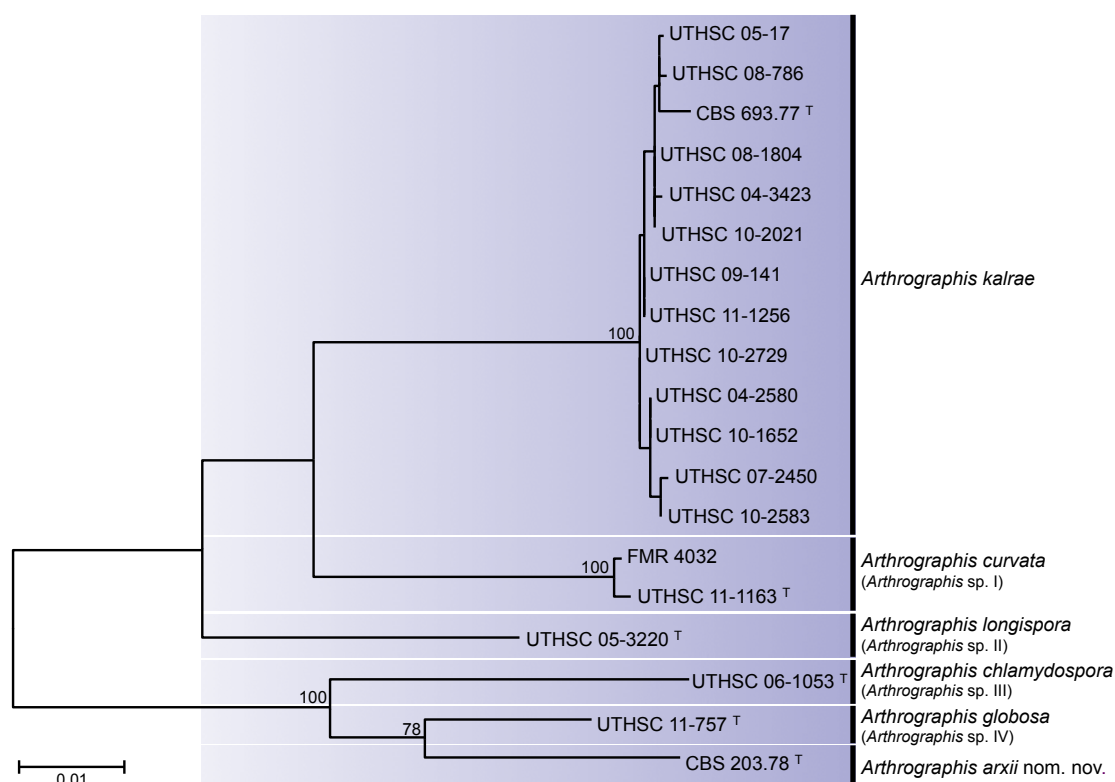 UTHSC 05-17
UTHSC 08-786
CBS 693.77 T
UTHSC 08-1804
UTHSC 04-3423
UTHSC 10-2021
UTHSC 09-141
UTHSC 11-1256
100
UTHSC 10-2729
UTHSC 04-2580
UTHSC 10-1652
UTHSC 07-2450
UTHSC 10-2583
Arthrographis kalrae
FMR 4032
100
UTHSC 11-1163 T
Arthrographis curvata
(Arthrographis sp. I)
UTHSC 05-3220 T
Arthrographis longispora
(Arthrographis sp. II)
100
UTHSC 06-1053 T
Arthrographis chlamydospora
(Arthrographis sp. III)
78
UTHSC 11-757 T
Arthrographis globosa
(Arthrographis sp. IV)
CBS 203.78 T
Arthrographis arxii nom. nov.
0.01